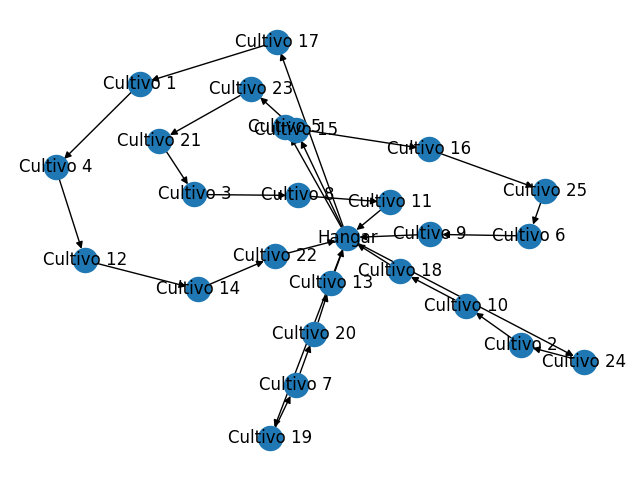 Cultivo 17
Cultivo 1
Cultivo 23
Cultivo 5
Cultivo 15
Cultivo 21
Cultivo 16
Cultivo 4
Cultivo 3
Cultivo 8
Cultivo 11
Cultivo 25
Hangar
Cultivo 9
Cultivo 6
Cultivo 12
Cultivo 22
Cultivo 18
Cultivo 14
Cultivo 13
Cultivo 10
Cultivo 20
Cultivo 2
Cultivo 24
Cultivo 7
Cultivo 19